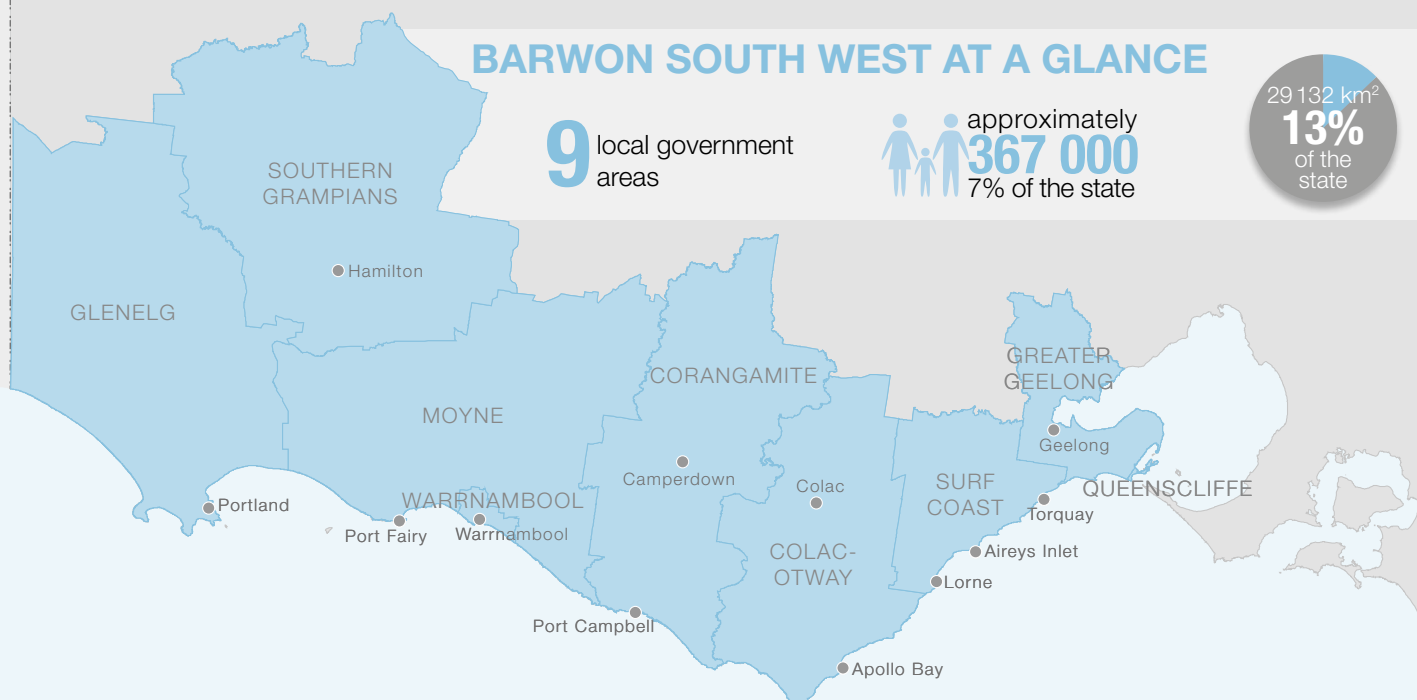 BARWON SOUTH WEST AT A GLANCE
9 local government
areas
approximately
367 000
7% of the state
29 132 km²
13%
of the
state
SOUTHERN
GRAMPIANS
Hamilton
GLENELG
GREATER
GEELONG
CORANGAMITE
MOYNE
Geelong
Camperdown
Colac
SURF
COAST
QUEENSCLIFFE
WARRNAMBOOL
Portland
Torquay
Port Fairy
Warrnambool
COLAC-
OTWAY
Aireys Inlet
Lorne
Port Campbell
Apollo Bay